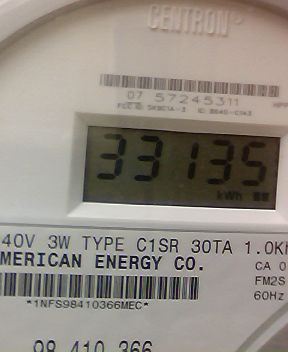 CENTRON®
07 57245311
33135
kWh
40V 3W TYPE C1SR 30TA 1.0K
MERICAN ENERGY CO.
CA 0
FM2S
60Hz
*1NFS98410366MEC*
98 410 366